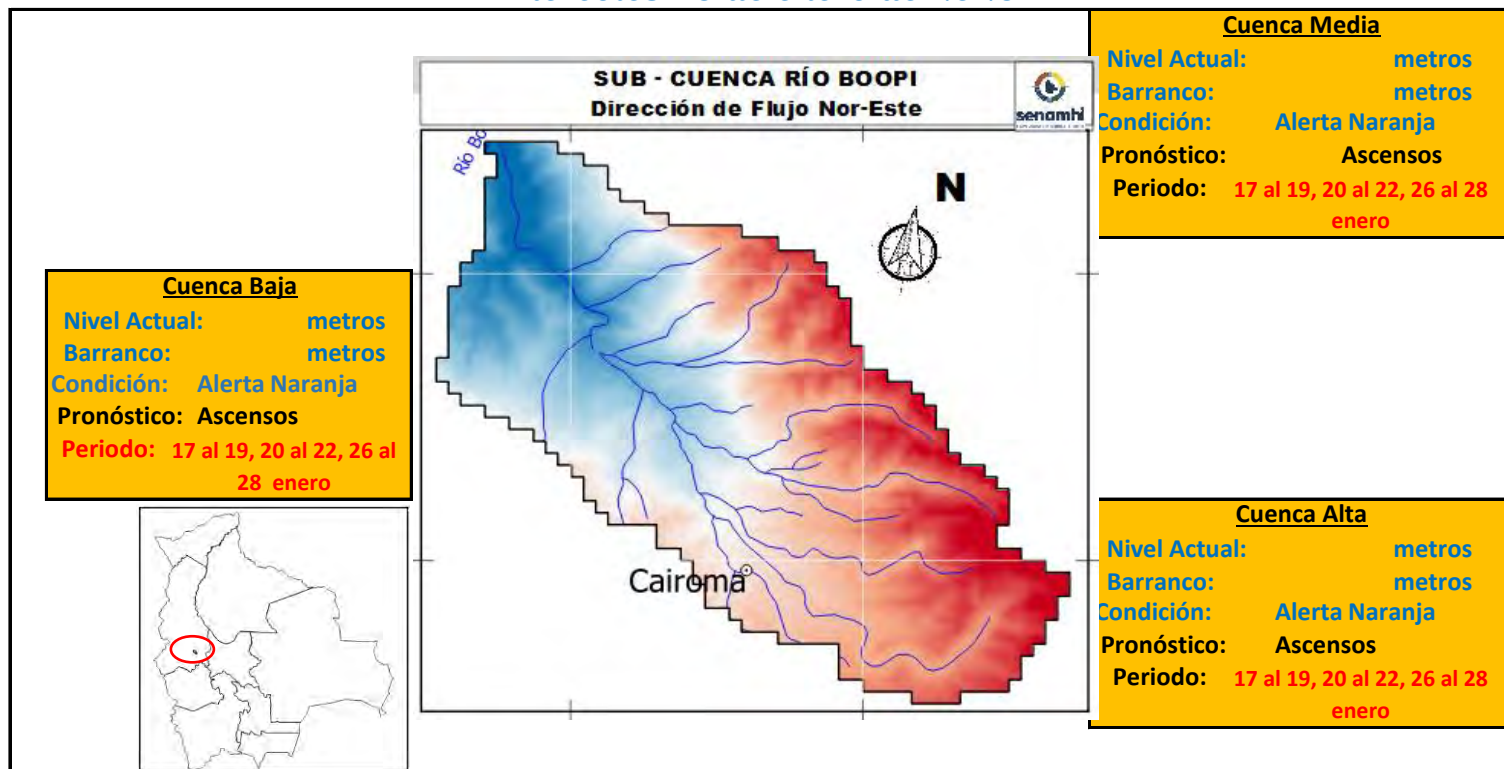 Cuenca Media
Nivel Actual: metros
Barranco: metros
Condición: Alerta Naranja
Pronóstico: Ascensos
Periodo: 17 al 19, 20 al 22, 26 al 28
enero
SUB - CUENCA RÍO BOOPI
Dirección de Flujo Nor-Este
senamhi
Río Bo
N
Cairoma
Cuenca Baja
Nivel Actual: metros
Barranco: metros
Condición: Alerta Naranja
Pronóstico: Ascensos
Periodo: 17 al 19, 20 al 22, 26 al
28 enero
Cuenca Alta
Nivel Actual: metros
Barranco: metros
Condición: Alerta Naranja
Pronóstico: Ascensos
Periodo: 17 al 19, 20 al 22, 26 al 28
enero